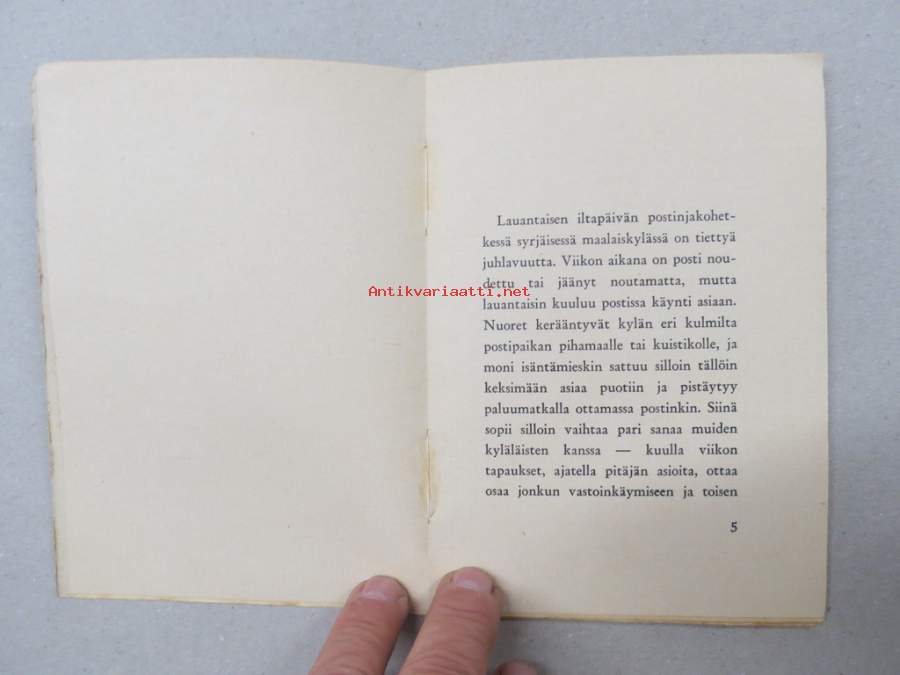 Lauantaisen iltapäivän postinjakohet-
kessä syrjäisessä maalaiskylässä on tiettyä
juhlavuutta. Viikon aikana on posti nou-
dettu tai jäänyt noutamatta, mutta
Antikvariaatti.net
lauantaisin kuuluu postissa käynti asiaan.
Nuoret kerääntyvät kylän eri kulmilta
postipaikan pihamaalle tai kuistikolle, ja
moni isäntämieskin sattuu silloin tällöin
keksimään asiaa puotiin ja pistäytyy
paluumatkalla ottamassa postinkin. Siinä
sopii silloin vaihtaa pari sanaa muiden
kyläläisten kanssa — kuulla viikon
tapaukset, ajatella pitäjän asioita, ottaa
osaa jonkun vastoinkäymiseen ja toisen
5